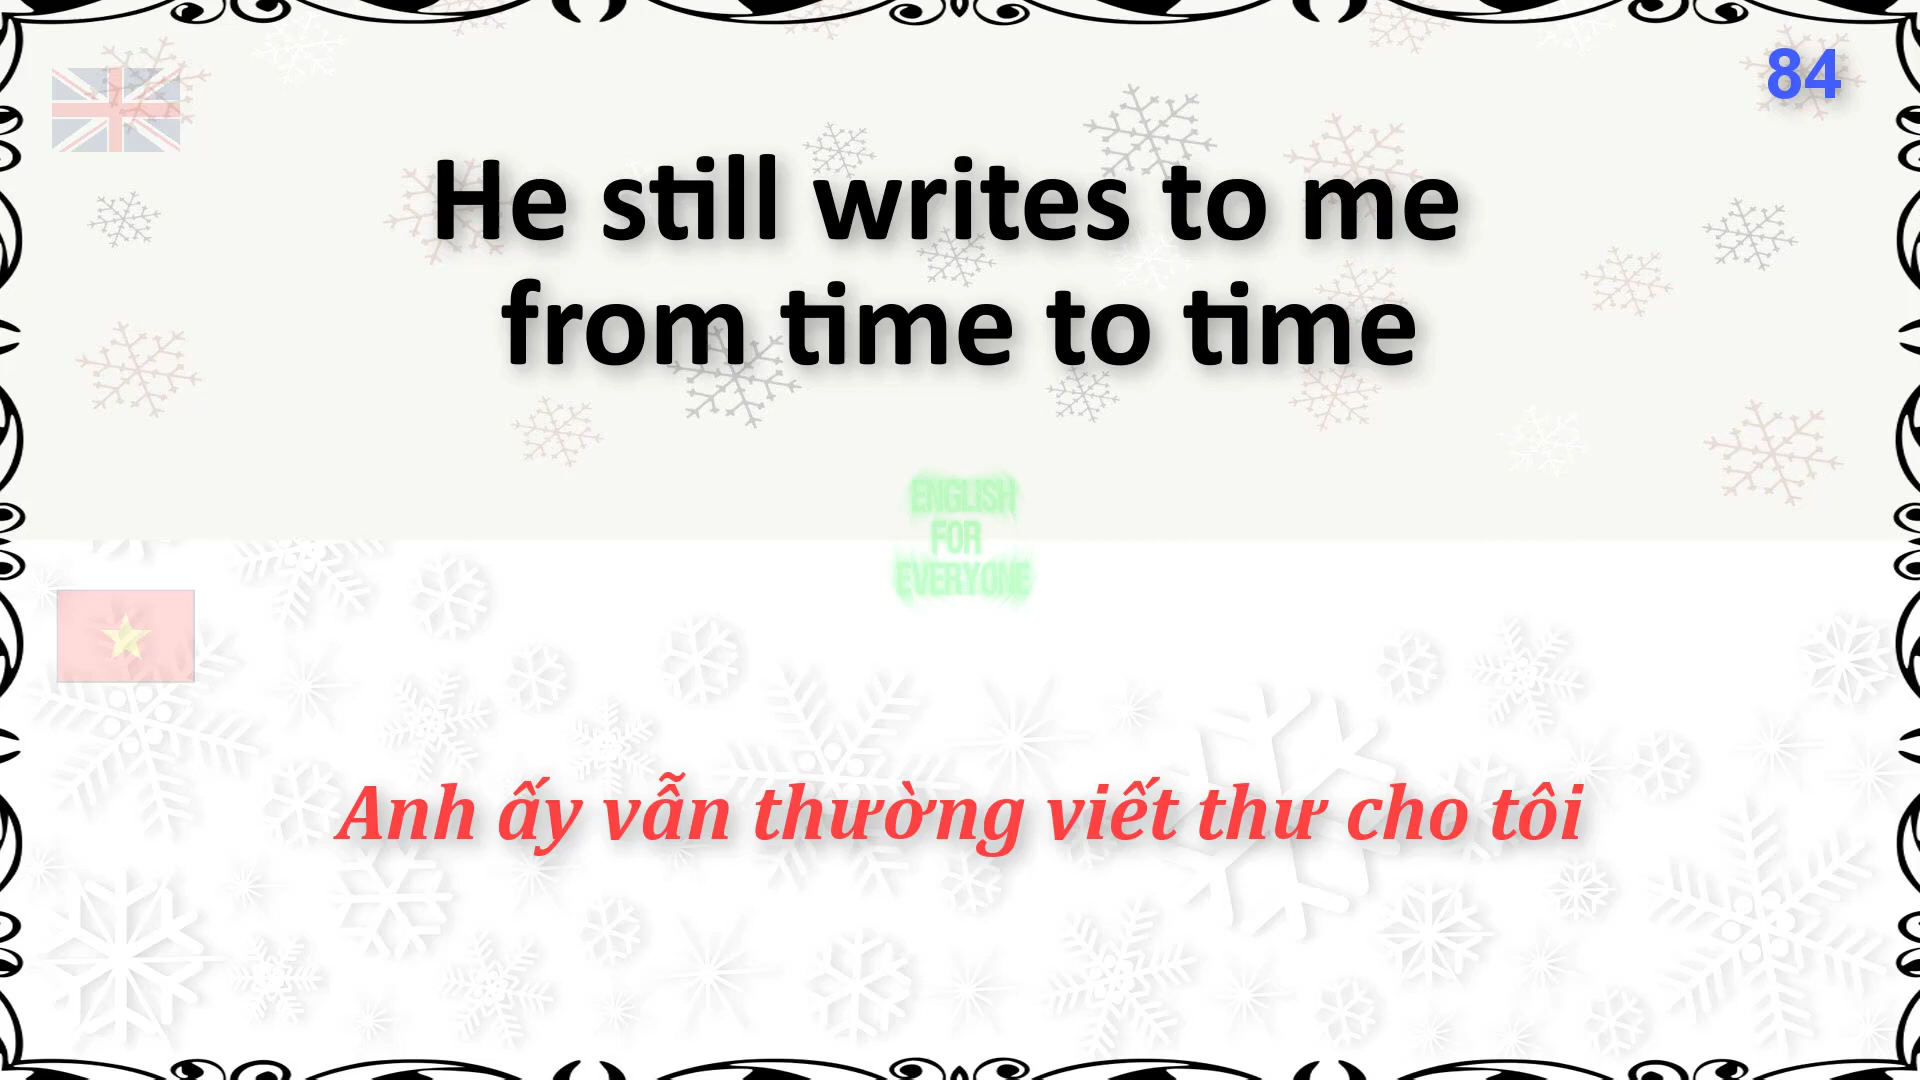 84
He still writes to me
from time to time
ENGLISH
FOR
EVERYONE
Anh ấy vẫn thường viết thư cho tôi